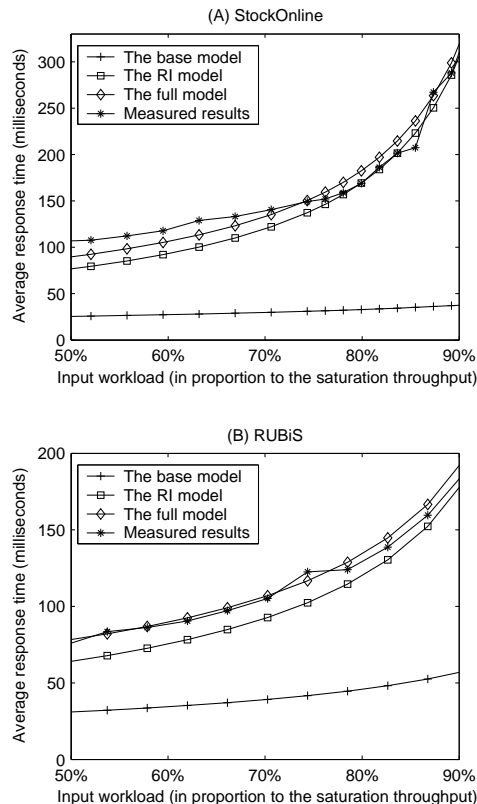 (A) StockOnline
Average response time (milliseconds)
300
250
200
150
100
50
0
The base model
The RI model
The full model
Measured results
50% 60% 70% 80% 90%
Input workload (in proportion to the saturation throughput)
(B) RUBiS
Average response time (milliseconds)
200
150
100
50
0
The base model
The RI model
The full model
Measured results
50% 60% 70% 80% 90%
Input workload (in proportion to the saturation throughput)